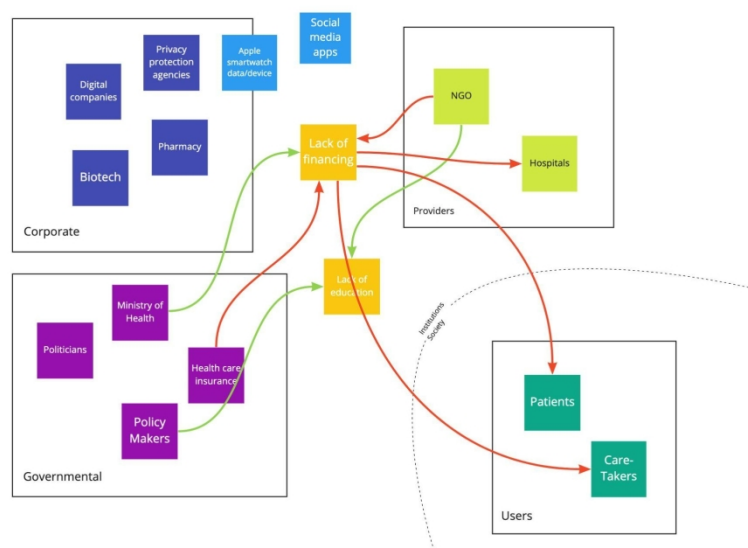 Social
media
apps
Privacy
protection
agencies
Apple
smartwatch
data/device
Digital
companies
Pharmacy
Biotech
Corporate
NGO
Hospitals
Providers
Lack of
financing
Lack of
education
Ministry of
Health
Politicians
Health care
insurance
Policy
Makers
Governmental
Institutions
Society
Patients
Care-
Takers
Users